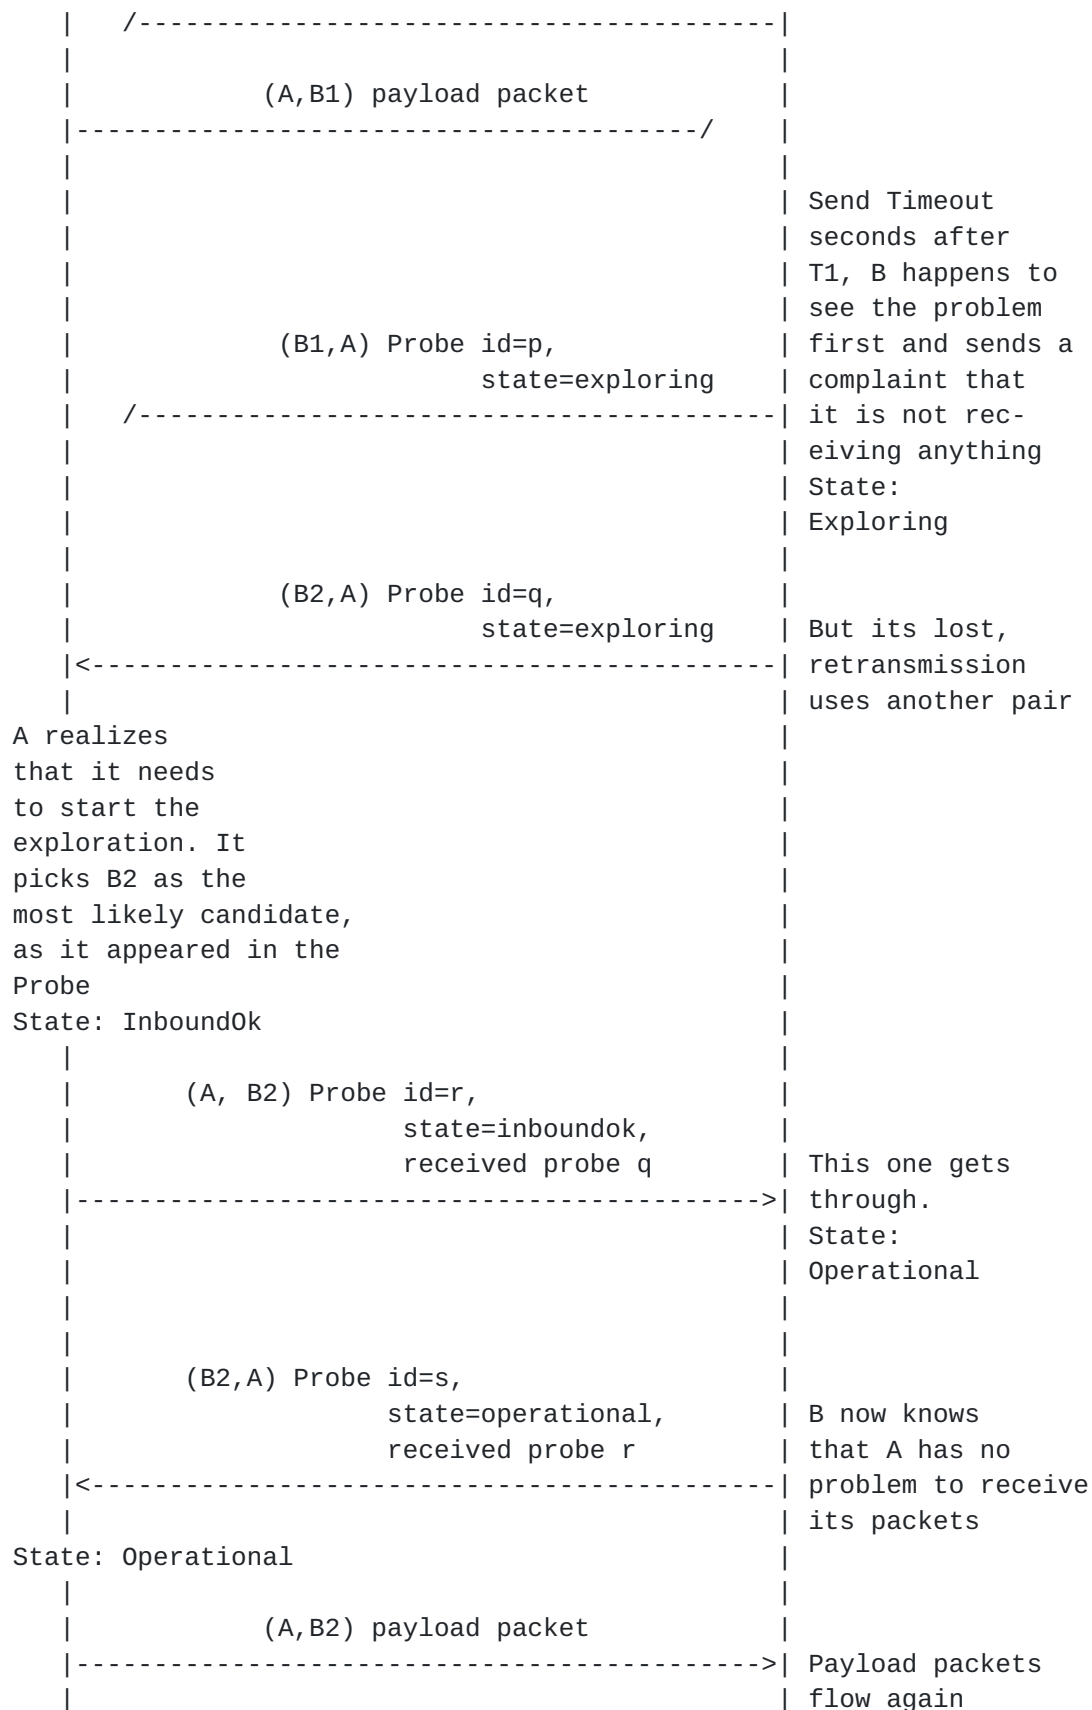 |   /-----------------------------------------|
|                                              |
|            (A,B1) payload packet             |
|----------------------------------------/    |
|                                              |
|                                              | Send Timeout
|                                              | seconds after
|                                              | T1, B happens to
|                                              | see the problem
|             (B1,A) Probe id=p,               | first and sends a
|                          state=exploring     | complaint that
|   /-----------------------------------------| it is not rec-
|                                              | eiving anything
|                                              | State:
|                                              | Exploring
|                                              |
|             (B2,A) Probe id=q,               |
|                          state=exploring     | But its lost,
|<--------------------------------------------| retransmission
|                                              | uses another pair
A realizes                                     |
that it needs                                  |
to start the                                   |
exploration. It                                |
picks B2 as the                                |
most likely candidate,                         |
as it appeared in the                          |
Probe                                          |
State: InboundOk                               |
|                                              |
|       (A, B2) Probe id=r,                    |
|                     state=inboundok,         |
|                     received probe q         | This one gets
|-------------------------------------------->| through.
|                                              | State:
|                                              | Operational
|                                              |
|                                              |
|       (B2,A) Probe id=s,                     |
|                    state=operational,        | B now knows
|                    received probe r          | that A has no
|<--------------------------------------------| problem to receive
|                                              | its packets
State: Operational                             |
|                                              |
|            (A,B2) payload packet             |
|-------------------------------------------->| Payload packets
|                                              | flow again